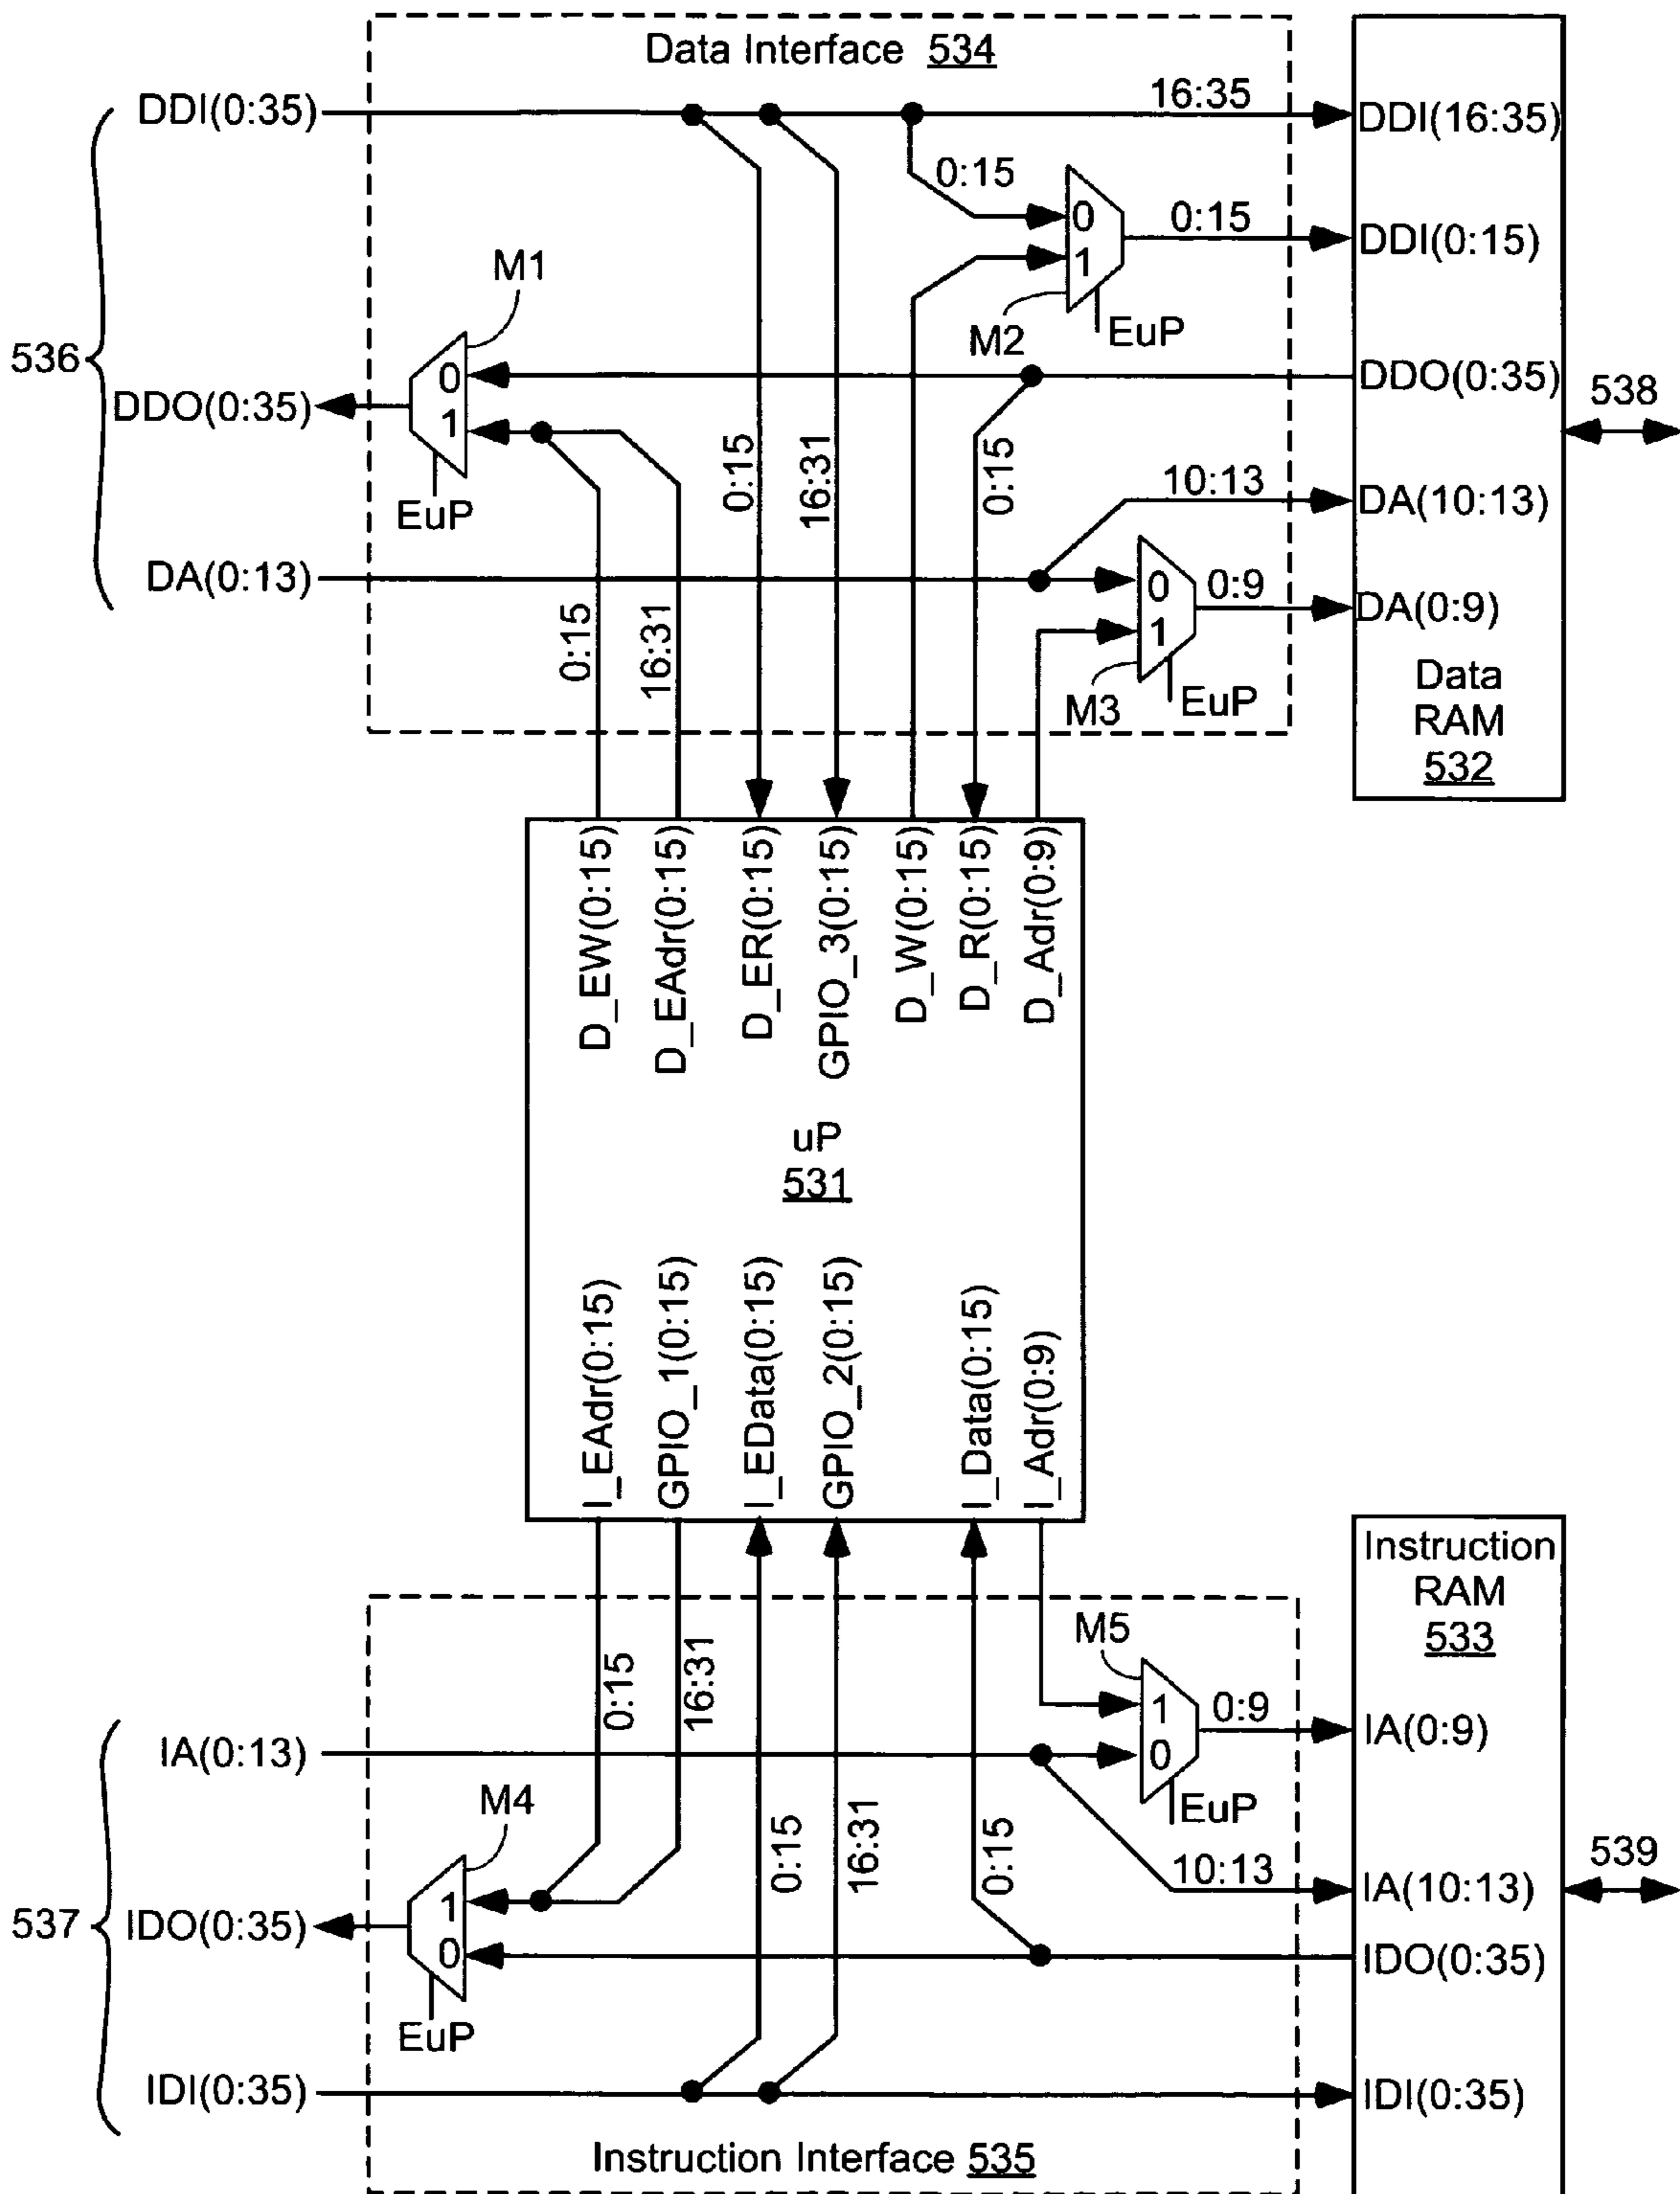 Data Interface 534
DDI(0:35)
16:35
DDI(16:35)
0:15
0
1
0:15
DDI(0:15)
M2
EuP
M1
536
0
1
DDO(0:35)
EuP
DDO(0:35)
538
0:15
16:31
0:15
10:13
DA(10:13)
DA(0:13)
0
1
0:9
DA(0:9)
M3
EuP
0:15
16:31
Data
RAM
532
D_EW(0:15)
D_EAdr(0:15)
D_ER(0:15)
GPIO_3(0:15)
D_W(0:15)
D_R(0:15)
D_Adr(0:9)
uP
531
I_EAdr(0:15)
GPIO_1(0:15)
I_EData(0:15)
GPIO_2(0:15)
I_Data(0:15)
I_Adr(0:9)
Instruction
RAM
533
M5
0:15
16:31
1
0
0:9
IA(0:9)
IA(0:13)
EuP
M4
0:15
16:31
0:15
10:13
IA(10:13)
539
537
1
0
IDO(0:35)
IDO(0:35)
EuP
IDI(0:35)
IDI(0:35)
Instruction Interface 535